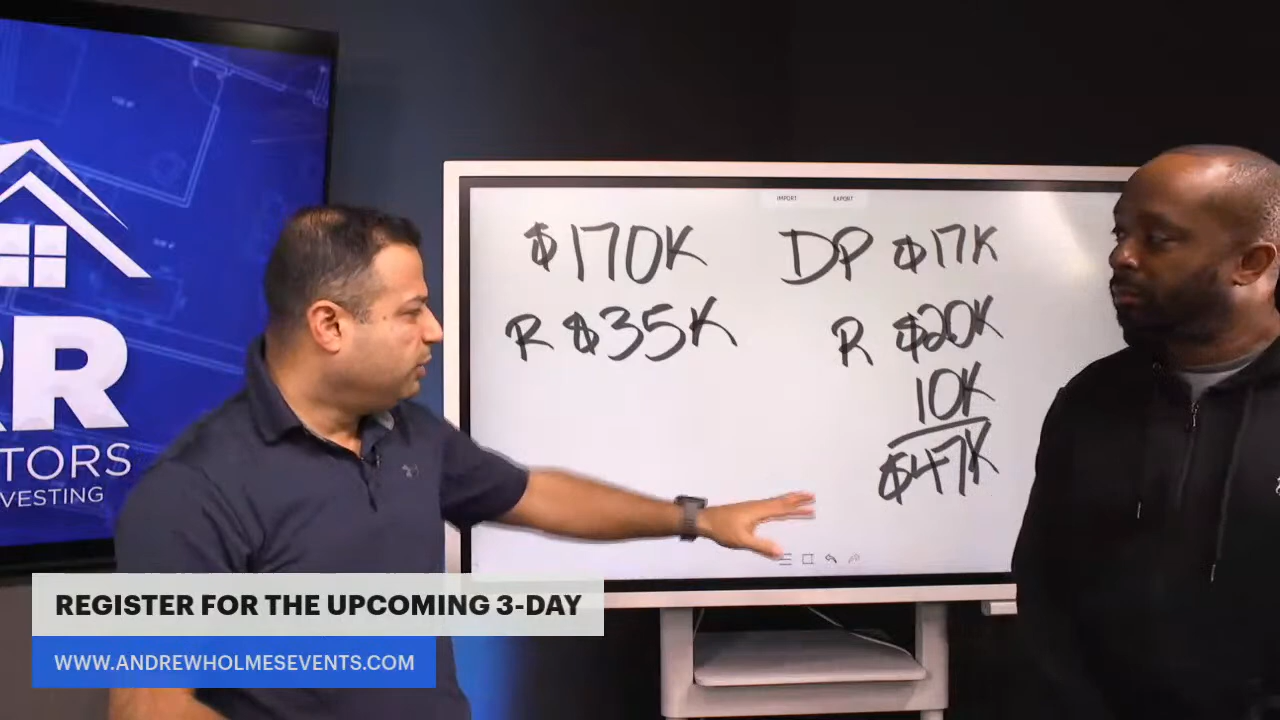 RR
TORS
VESTING
IMPORT EXPORT
$170K DP $17K
R $35K R $20K
10K
$47K
REGISTER FOR THE UPCOMING 3-DAY
WWW.ANDREWHOLMESEVENTS.COM